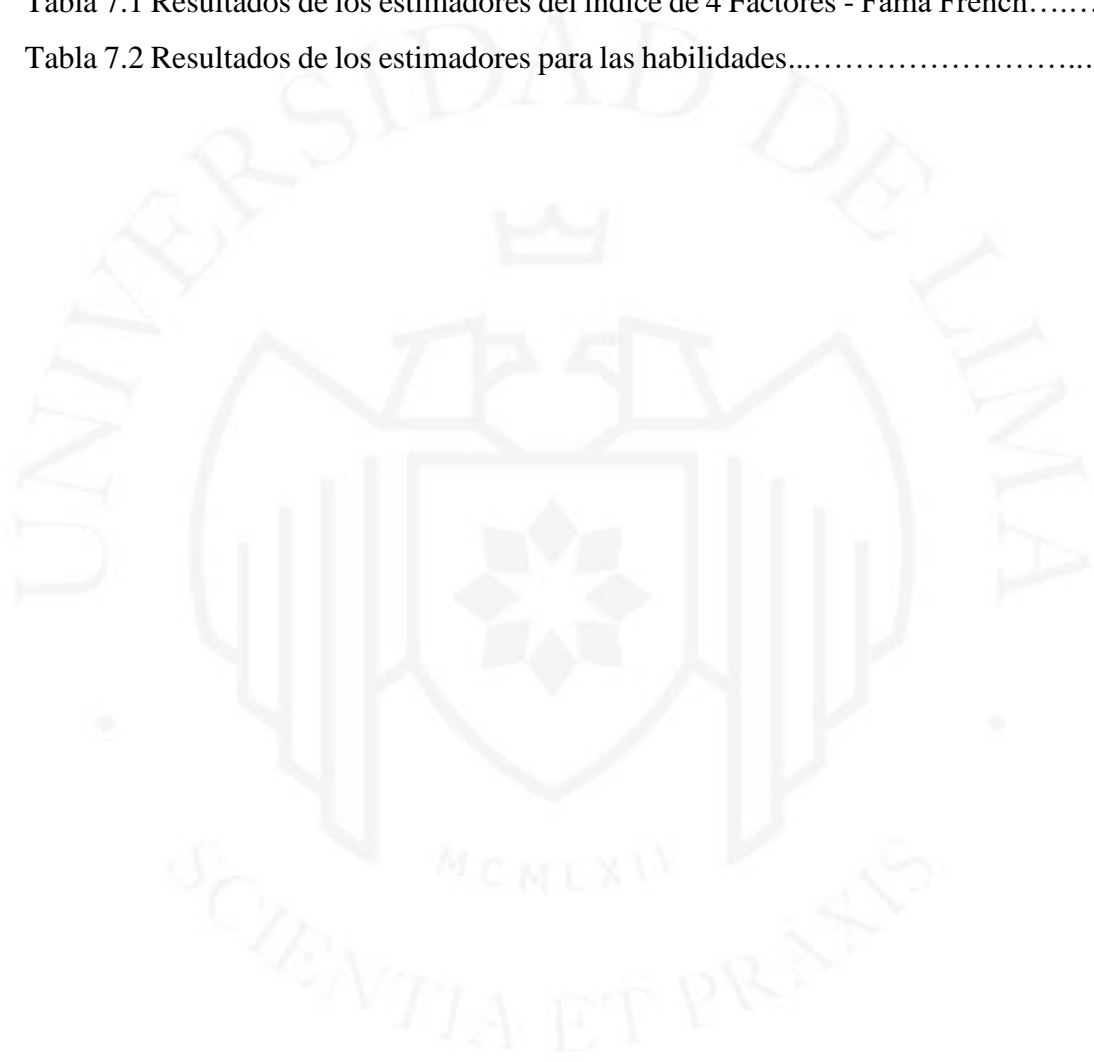 Tabla 7.1 Resultados de los estimadores del índice de 4 Factores - Fama French….…
Tabla 7.2 Resultados de los estimadores para las habilidades...……………………...…
UNIVERSIDAD DE LIMA
MCMLXII
SCIENTIA ET PRAXIS